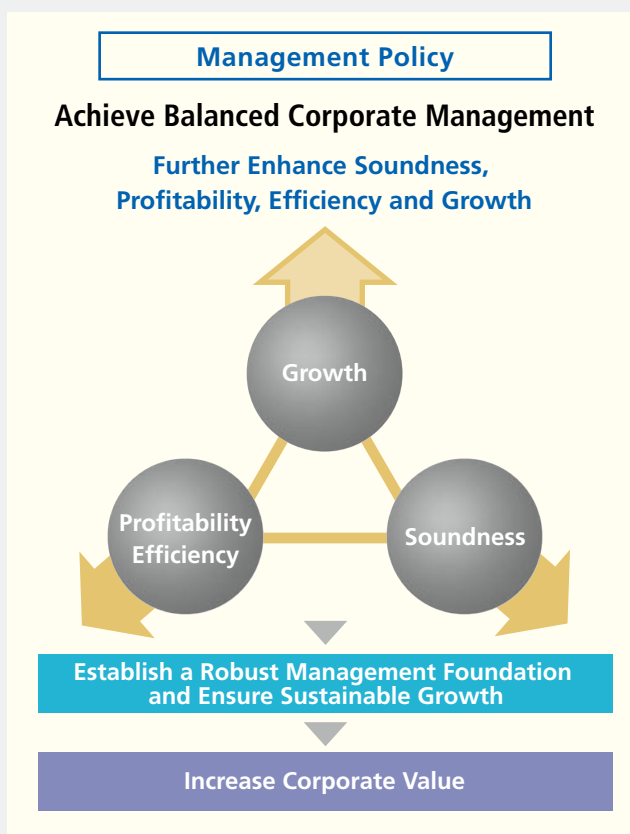 Management Policy
Achieve Balanced Corporate Management
Further Enhance Soundness,
Profitability, Efficiency and Growth
Growth
Profitability
Efficiency
Soundness
Establish a Robust Management Foundation
and Ensure Sustainable Growth
Increase Corporate Value